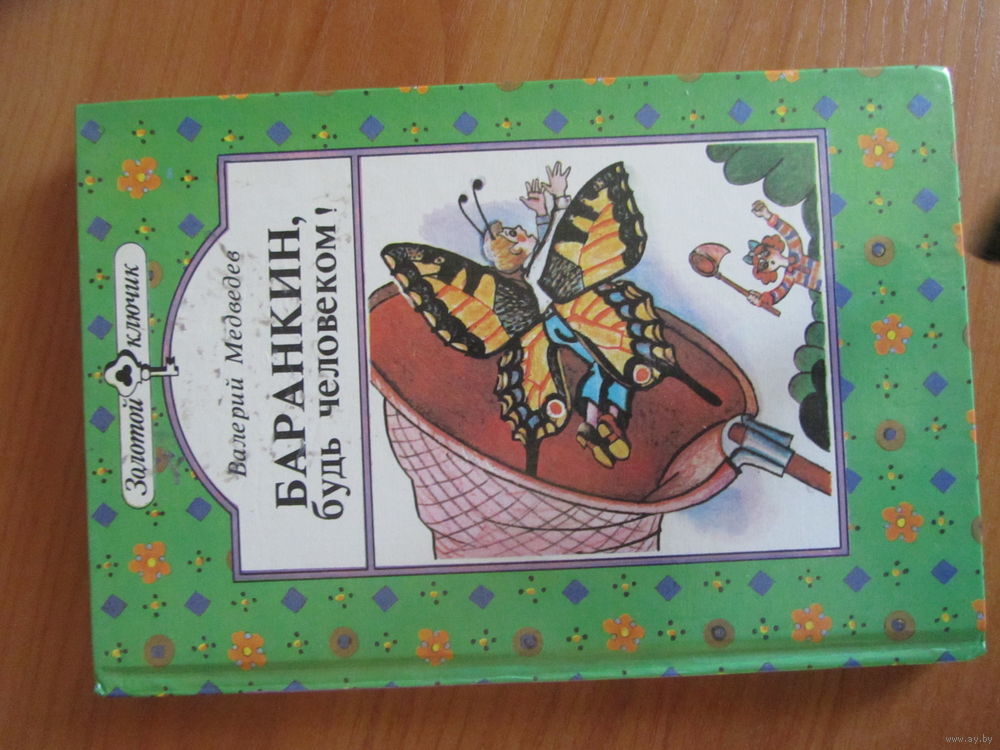 Золотой ключик
Валерий Медведев
БАРАНКИН,
будь человеком!
www.ay.by